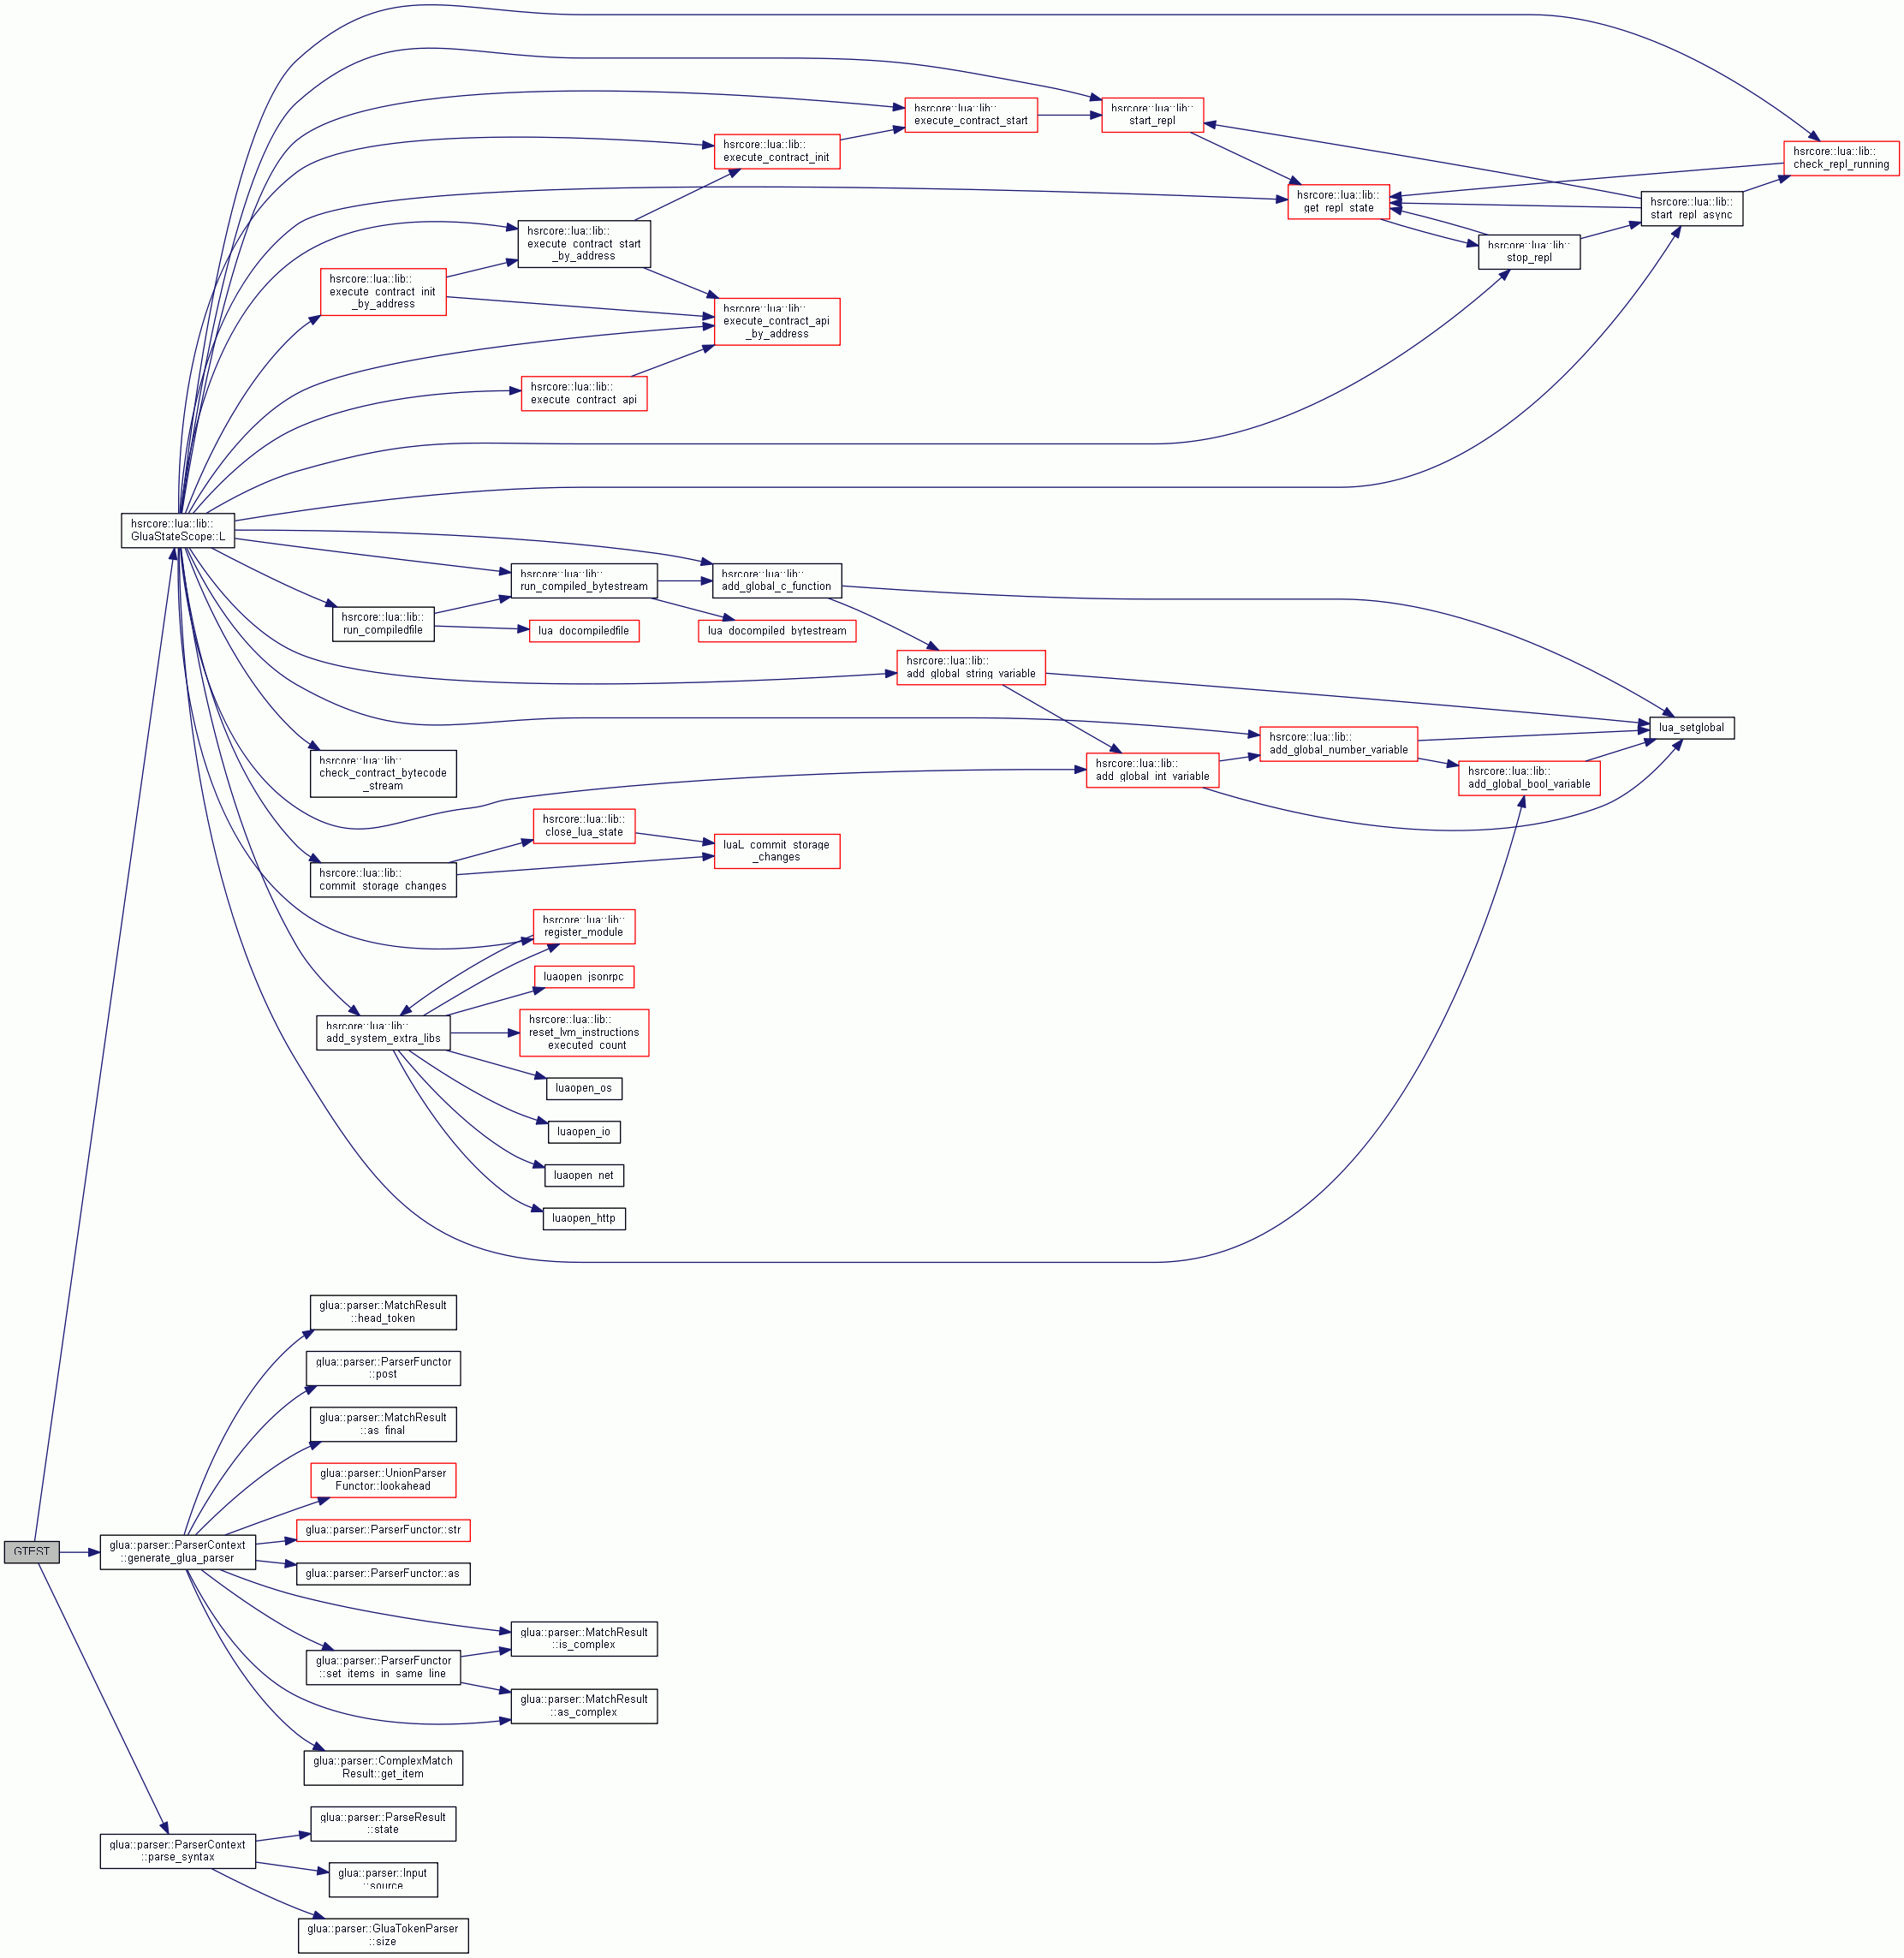 hsrcore::lua::lib::
execute_contract_start
hsrcore::lua::lib::
start_repl
hsrcore::lua::lib::
execute_contract_init
hsrcore::lua::lib::
check_repl_running
hsrcore::lua::lib::
get_repl_state
hsrcore::lua::lib::
start_repl_async
hsrcore::lua::lib::
execute_contract_start
_by_address
hsrcore::lua::lib::
stop_repl
hsrcore::lua::lib::
execute_contract_init
_by_address
hsrcore::lua::lib::
execute_contract_api
_by_address
hsrcore::lua::lib::
execute_contract_api
hsrcore::lua::lib::
GluaStateScope::L
hsrcore::lua::lib::
run_compiled_bytestream
hsrcore::lua::lib::
add_global_c_function
hsrcore::lua::lib::
run_compiledfile
lua_docompiledfile
lua_docompiled_bytestream
hsrcore::lua::lib::
add_global_string_variable
lua_setglobal
hsrcore::lua::lib::
add_global_number_variable
hsrcore::lua::lib::
check_contract_bytecode
_stream
hsrcore::lua::lib::
add_global_int_variable
hsrcore::lua::lib::
add_global_bool_variable
hsrcore::lua::lib::
close_lua_state
luaL_commit_storage
_changes
hsrcore::lua::lib::
commit_storage_changes
hsrcore::lua::lib::
register_module
luaopen_jsonrpc
hsrcore::lua::lib::
add_system_extra_libs
hsrcore::lua::lib::
reset_lvm_instructions
_executed_count
luaopen_os
luaopen_io
luaopen_net
luaopen_http
glua::parser::MatchResult
::head_token
glua::parser::ParserFunctor
::post
glua::parser::MatchResult
::as_final
glua::parser::UnionParser
Functor::lookahead
glua::parser::ParserFunctor::str
GTEST
glua::parser::ParserContext
::generate_glua_parser
glua::parser::ParserFunctor::as
glua::parser::MatchResult
::is_complex
glua::parser::ParserFunctor
::set_items_in_same_line
glua::parser::MatchResult
::as_complex
glua::parser::ComplexMatch
Result::get_item
glua::parser::ParseResult
::state
glua::parser::ParserContext
::parse_syntax
glua::parser::Input
::source
glua::parser::GluaTokenParser
::size